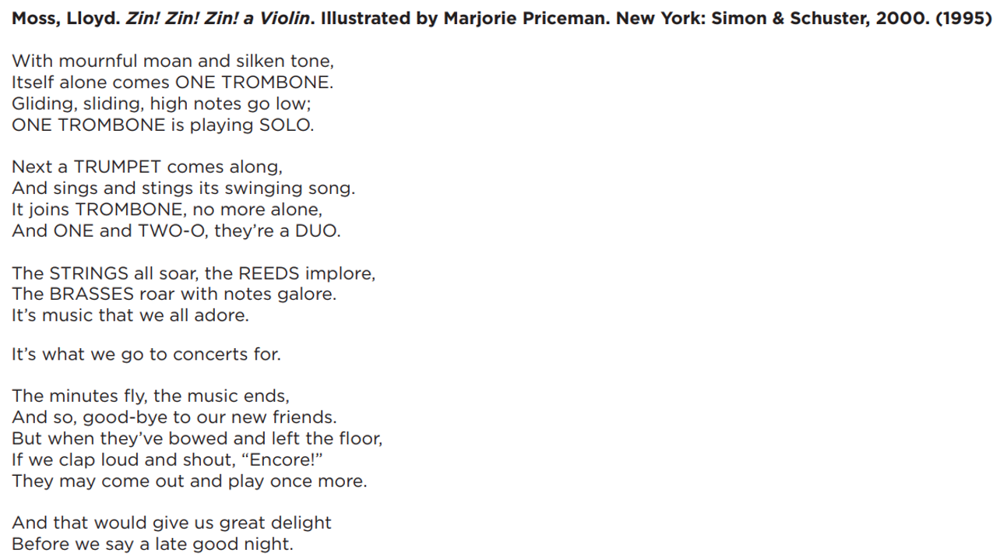 Moss, Lloyd. Zin! Zin! Zin! a Violin. Illustrated by Marjorie Priceman. New York: Simon & Schuster, 2000. (1995)
With mournful moan and silken tone,
Itself alone comes ONE TROMBONE.
Gliding, sliding, high notes go low;
ONE TROMBONE is playing SOLO.
Next a TRUMPET comes along,
And sings and stings its swinging song.
It joins TROMBONE, no more alone,
And ONE and TWO-O, they’re a DUO.
The STRINGS all soar, the REEDS implore,
The BRASSES roar with notes galore.
It’s music that we all adore.
It’s what we go to concerts for.
The minutes fly, the music ends,
And so, good-bye to our new friends.
But when they’ve bowed and left the floor,
If we clap loud and shout, “Encore!”
They may come out and play once more.
And that would give us great delight
Before we say a late good night.